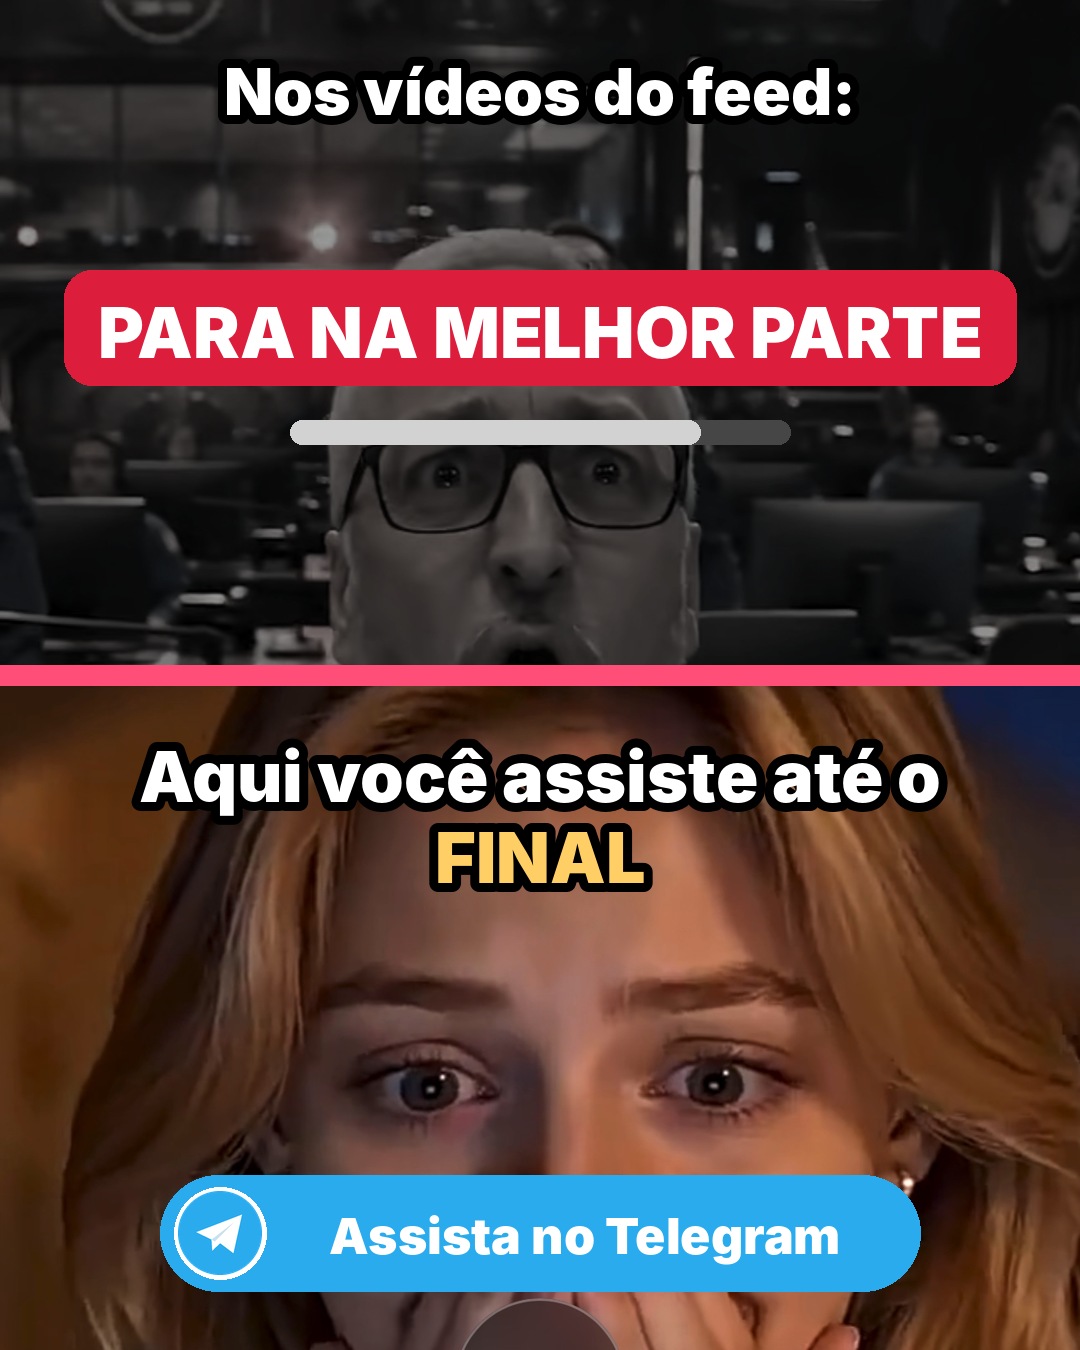 Nos vídeos do feed:
PARA NA MELHOR PARTE
Aqui você assiste até o
FINAL
Assista no Telegram